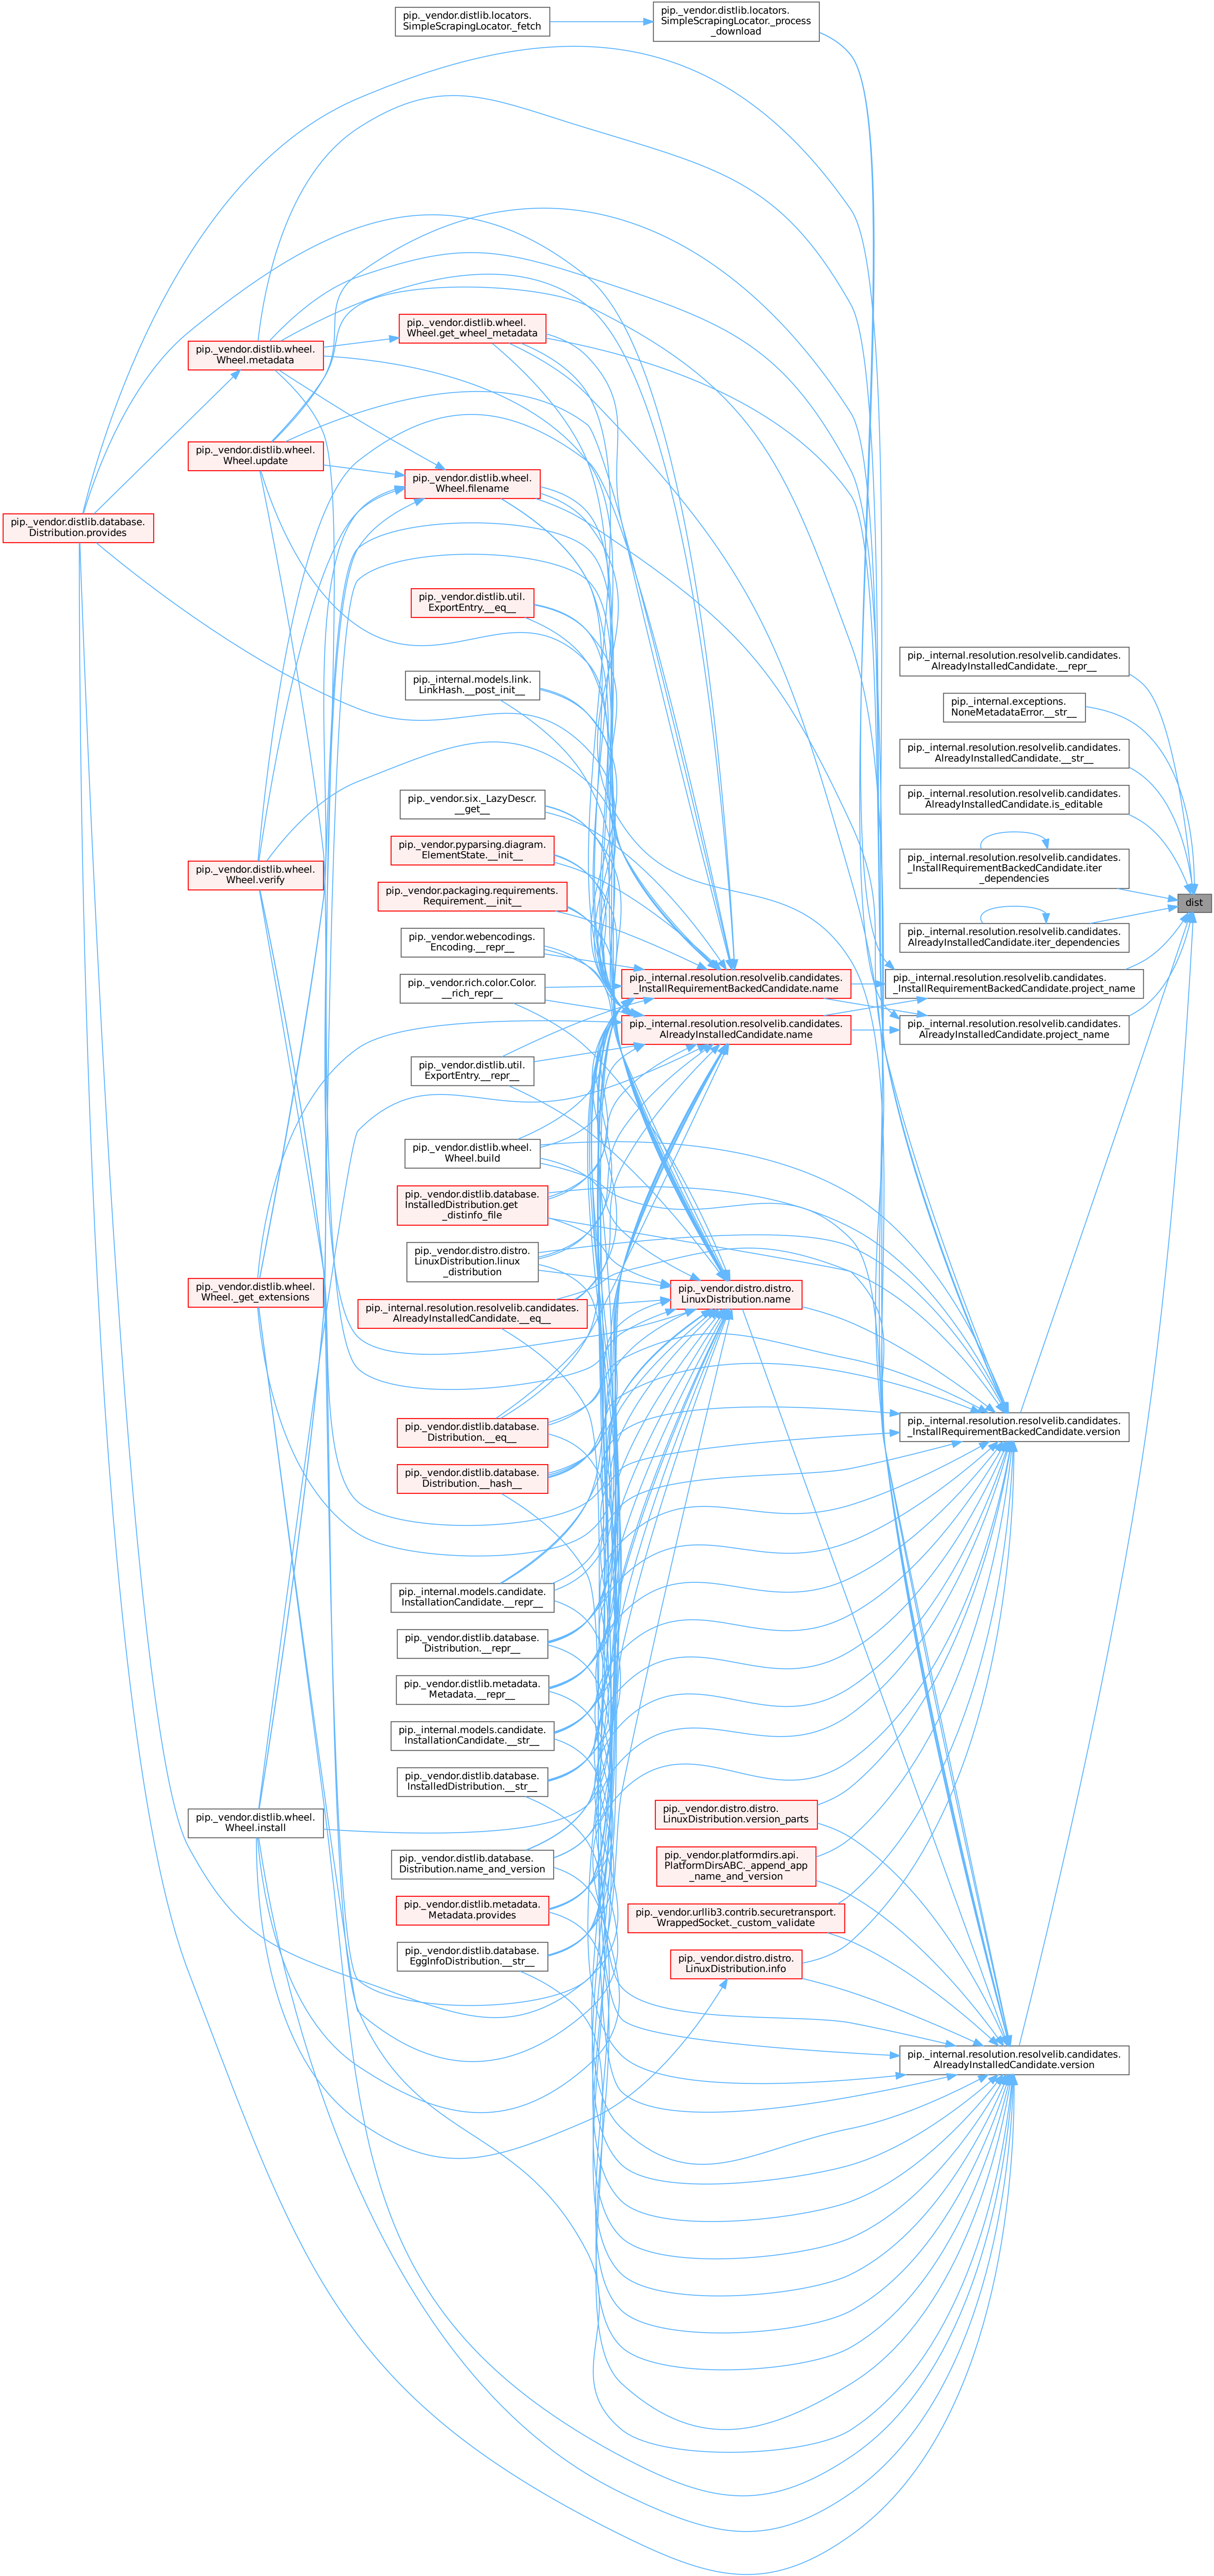 pip._vendor.distlib.locators.
SimpleScrapingLocator._fetch
pip._vendor.distlib.locators.
SimpleScrapingLocator._process
_download
pip._vendor.distlib.wheel.
Wheel.get_wheel_metadata
pip._vendor.distlib.wheel.
Wheel.metadata
pip._vendor.distlib.wheel.
Wheel.update
pip._vendor.distlib.wheel.
Wheel.filename
pip._vendor.distlib.database.
Distribution.provides
pip._vendor.distlib.util.
ExportEntry.__eq__
pip._internal.models.link.
LinkHash.__post_init__
pip._internal.resolution.resolvelib.candidates.
AlreadyInstalledCandidate.__repr__
pip._internal.exceptions.
NoneMetadataError.__str__
pip._internal.resolution.resolvelib.candidates.
AlreadyInstalledCandidate.__str__
pip._vendor.six._LazyDescr.
__get__
pip._internal.resolution.resolvelib.candidates.
AlreadyInstalledCandidate.is_editable
pip._vendor.pyparsing.diagram.
ElementState.__init__
pip._vendor.distlib.wheel.
Wheel.verify
pip._internal.resolution.resolvelib.candidates.
_InstallRequirementBackedCandidate.iter
_dependencies
pip._vendor.packaging.requirements.
Requirement.__init__
dist
pip._vendor.webencodings.
Encoding.__repr__
pip._internal.resolution.resolvelib.candidates.
AlreadyInstalledCandidate.iter_dependencies
pip._vendor.rich.color.Color.
__rich_repr__
pip._internal.resolution.resolvelib.candidates.
_InstallRequirementBackedCandidate.name
pip._internal.resolution.resolvelib.candidates.
_InstallRequirementBackedCandidate.project_name
pip._internal.resolution.resolvelib.candidates.
AlreadyInstalledCandidate.name
pip._internal.resolution.resolvelib.candidates.
AlreadyInstalledCandidate.project_name
pip._vendor.distlib.util.
ExportEntry.__repr__
pip._vendor.distlib.wheel.
Wheel.build
pip._vendor.distlib.database.
InstalledDistribution.get
_distinfo_file
pip._vendor.distro.distro.
LinuxDistribution.linux
_distribution
pip._vendor.distlib.wheel.
Wheel._get_extensions
pip._internal.resolution.resolvelib.candidates.
AlreadyInstalledCandidate.__eq__
pip._vendor.distro.distro.
LinuxDistribution.name
pip._vendor.distlib.database.
Distribution.__eq__
pip._internal.resolution.resolvelib.candidates.
_InstallRequirementBackedCandidate.version
pip._vendor.distlib.database.
Distribution.__hash__
pip._internal.models.candidate.
InstallationCandidate.__repr__
pip._vendor.distlib.database.
Distribution.__repr__
pip._vendor.distlib.metadata.
Metadata.__repr__
pip._internal.models.candidate.
InstallationCandidate.__str__
pip._vendor.distlib.database.
InstalledDistribution.__str__
pip._vendor.distlib.wheel.
Wheel.install
pip._vendor.distro.distro.
LinuxDistribution.version_parts
pip._vendor.distlib.database.
Distribution.name_and_version
pip._vendor.platformdirs.api.
PlatformDirsABC._append_app
_name_and_version
pip._vendor.distlib.metadata.
Metadata.provides
pip._vendor.urllib3.contrib.securetransport.
WrappedSocket._custom_validate
pip._vendor.distlib.database.
EggInfoDistribution.__str__
pip._vendor.distro.distro.
LinuxDistribution.info
pip._internal.resolution.resolvelib.candidates.
AlreadyInstalledCandidate.version